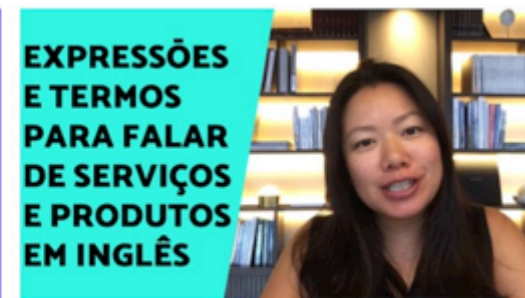 EXPRESSÕES
E TERMOS
PARA FALAR
DE SERVIÇOS
E PRODUTOS
EM INGLÊS